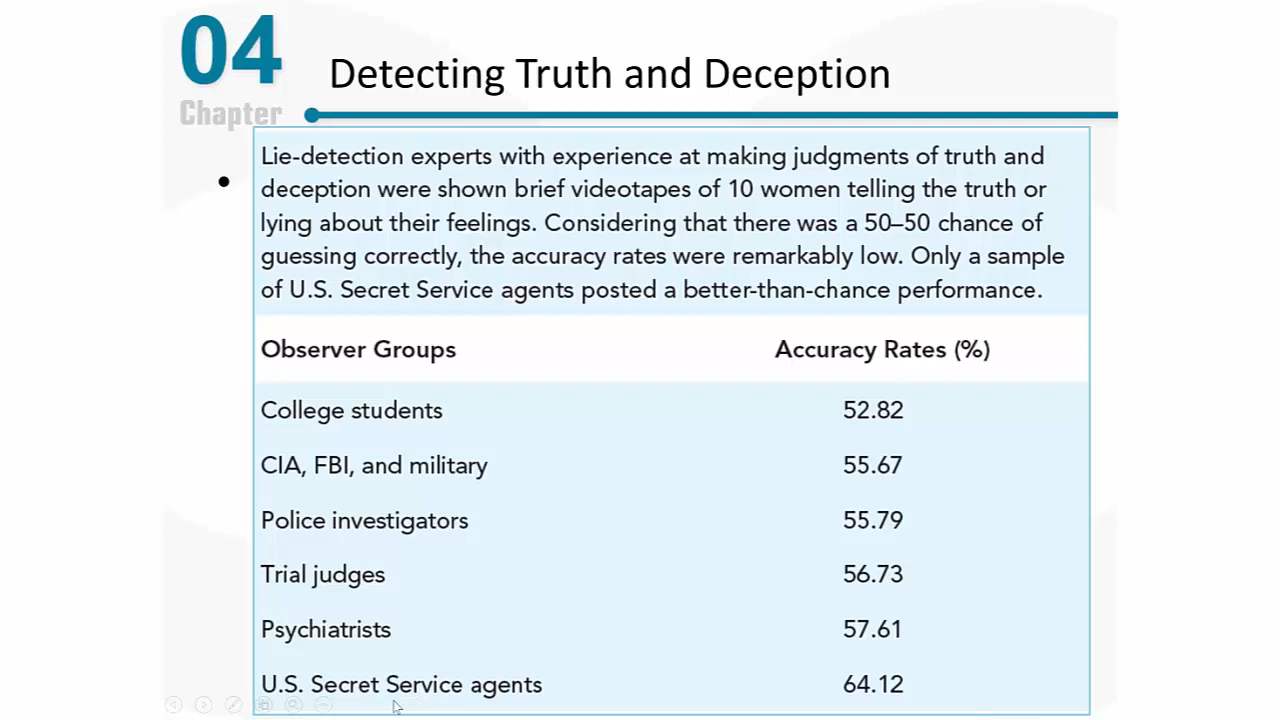 04
Chapter
Detecting Truth and Deception
• Lie-detection experts with experience at making judgments of truth and
deception were shown brief videotapes of 10 women telling the truth or
lying about their feelings. Considering that there was a 50–50 chance of
guessing correctly, the accuracy rates were remarkably low. Only a sample
of U.S. Secret Service agents posted a better-than-chance performance.
Observer Groups Accuracy Rates (%)
College students 52.82
CIA, FBI, and military 55.67
Police investigators 55.79
Trial judges 56.73
Psychiatrists 57.61
U.S. Secret Service agents 64.12